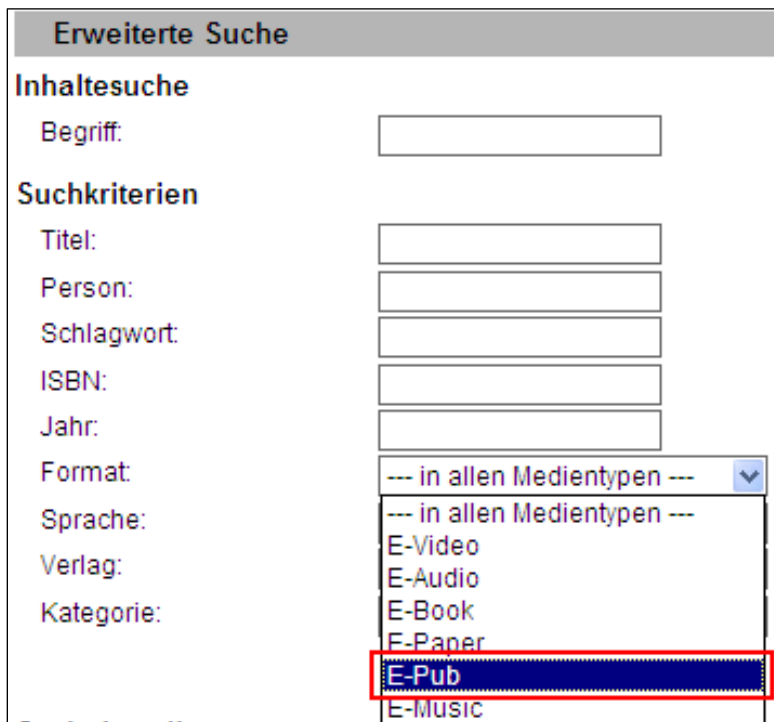 Erweiterte Suche
Inhaltesuche
Begriff:
Suchkriterien
Titel:
Person:
Schlagwort:
ISBN:
Jahr:
Format: --- in allen Medientypen ---
Sprache: --- in allen Medientypen ---
E-Video
Verlag: E-Audio
Kategorie: E-Book
E-Paper
E-Pub
E-Music